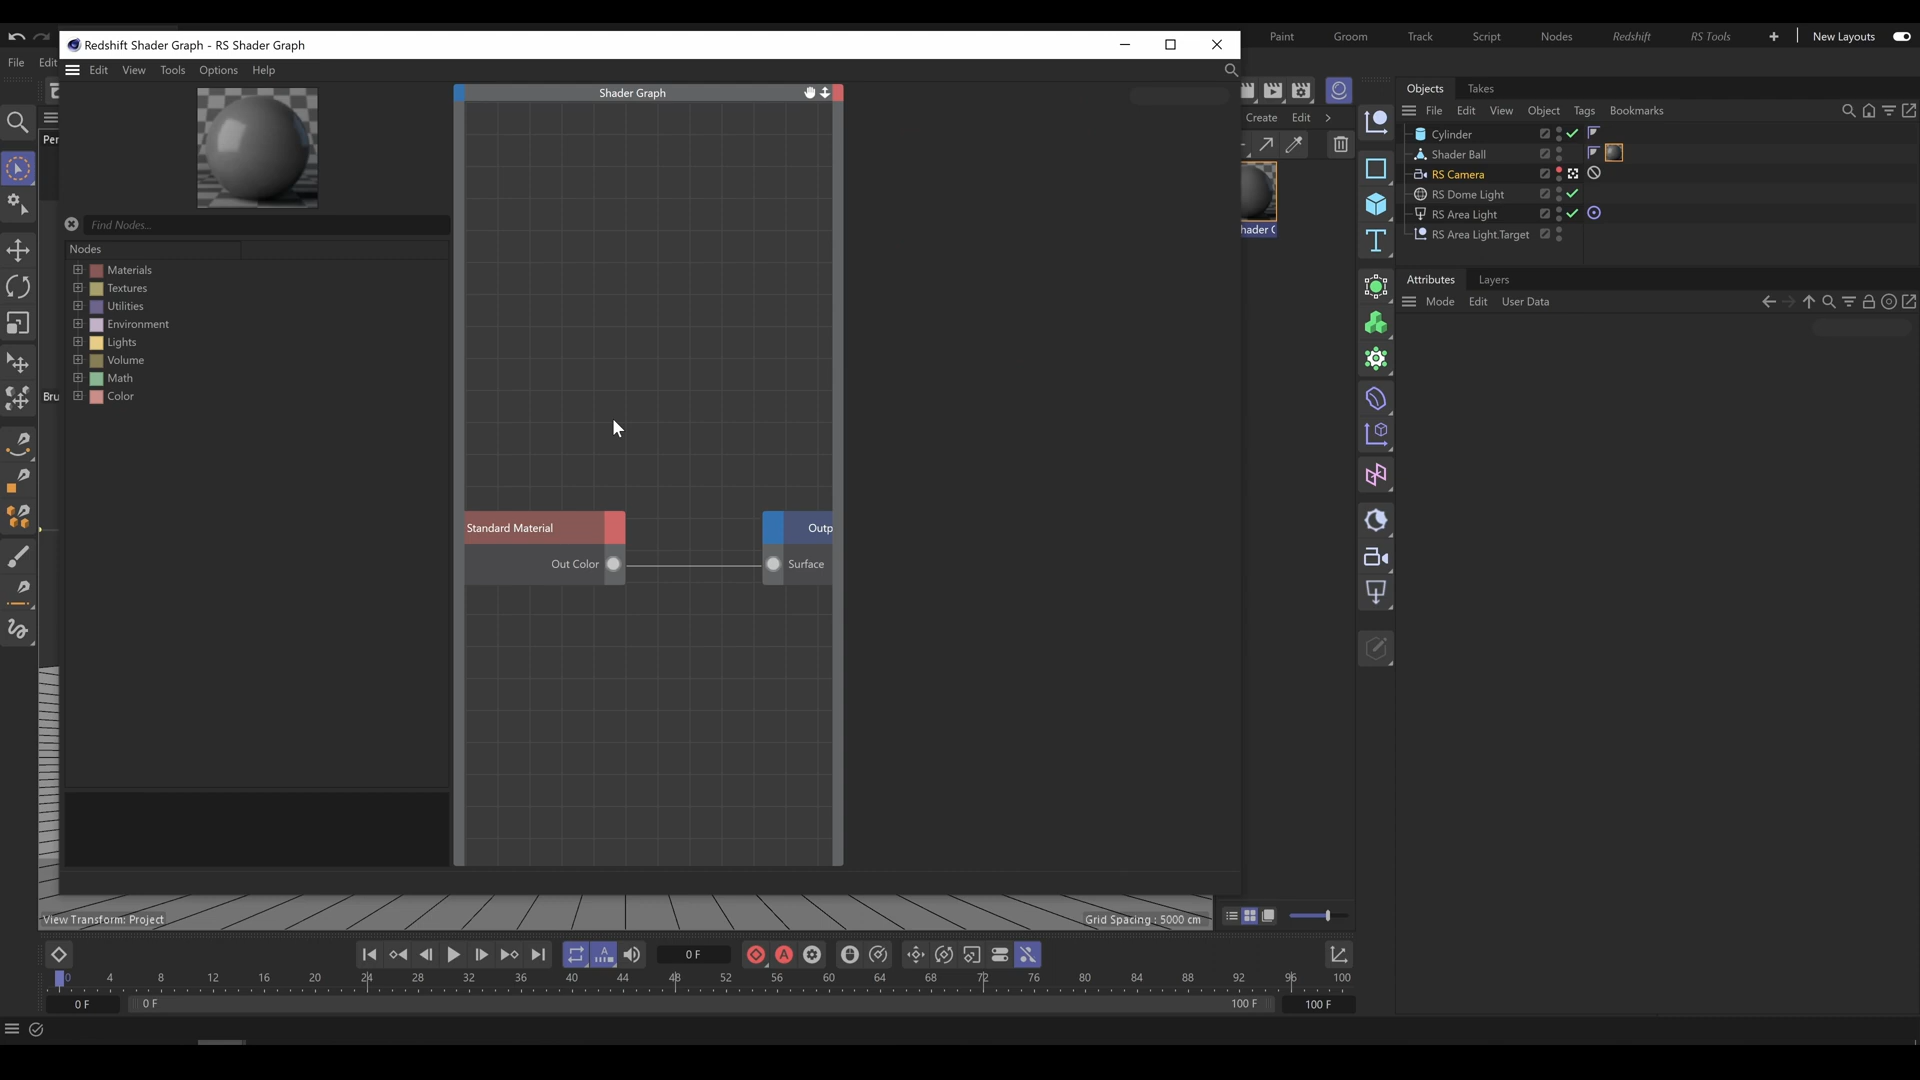 Redshift Shader Graph - RS Shader Graph
Paint Groom Track Script Nodes Redshift RS Tools New Layouts
File Edit
Edit View Tools Options Help
Shader Graph
Objects Takes
File Edit View Object Tags Bookmarks
Create Edit
Cylinder
Shader Ball
RS Camera
RS Dome Light
RS Area Light
RS Area Light.Target
Find Nodes...
Nodes
Materials
Textures
Utilities
Environment
Lights
Volume
Math
Color
Attributes Layers
Mode Edit User Data
Standard Material
Out Color
Outp
Surface
View Transform: Project
Grid Spacing : 5000 cm
0 F
0 4 8 12 16 20 24 28 32 36 40 44 48 52 56 60 64 68 72 76 80 84 88 92 96 100
0 F 0 F 100 F 100 F